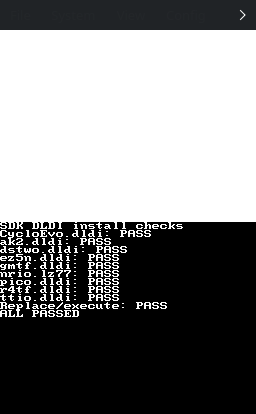 SDK DLDI install checks
CycloEvo.dldi: PASS
ak2.dldi: PASS
dstwo.dldi: PASS
ez5n.dldi: PASS
gmtf.dldi: PASS
nrio.lz77: PASS
pico.dldi: PASS
r4tf.dldi: PASS
ttio.dldi: PASS
Replace/execute: PASS
ALL PASSED